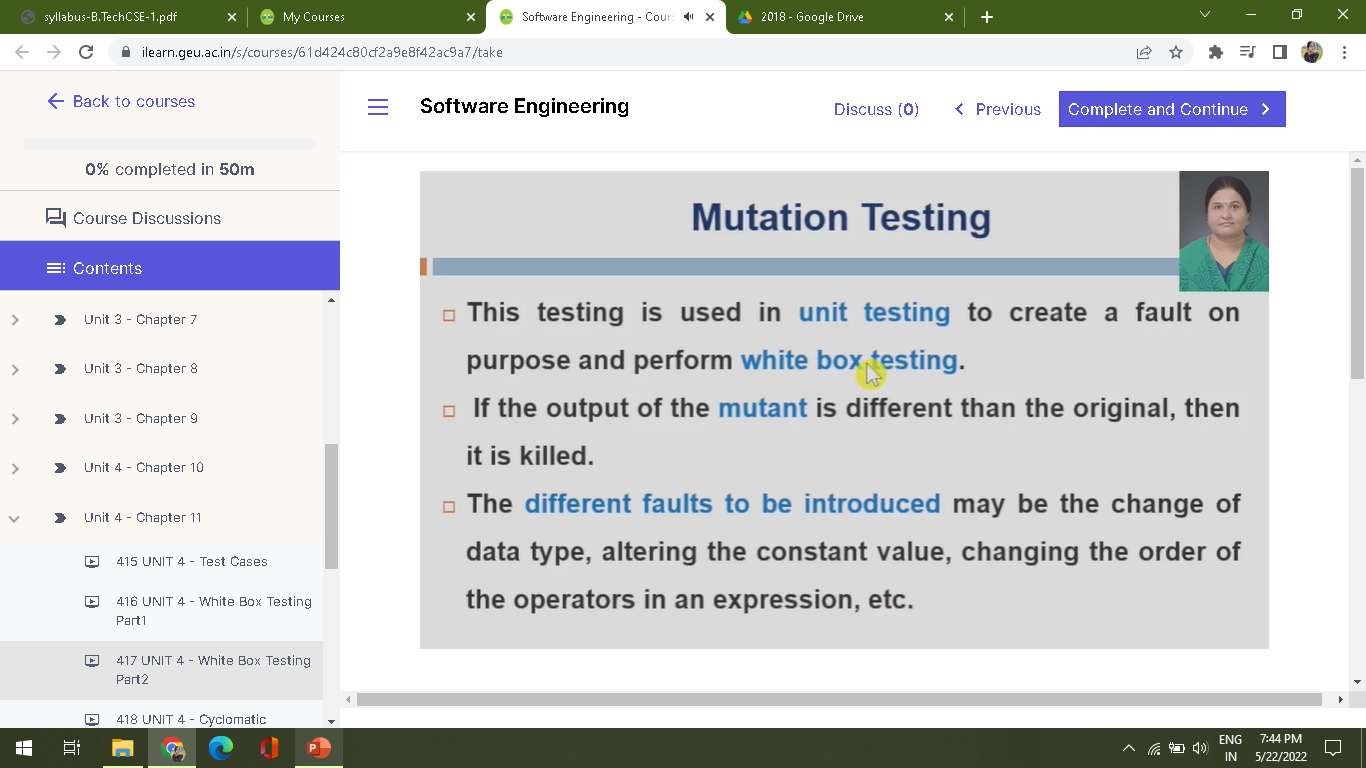 syllabus-B.TechCSE-1.pdf
My Courses
Software Engineering - Cours
2018 - Google Drive
ilearn.geu.ac.in/s/courses/61d424c80cf2a9e8f42ac9a7/take
Back to courses
0% completed in 50m
Course Discussions
Contents
Unit 3 - Chapter 7
Unit 3 - Chapter 8
Unit 3 - Chapter 9
Unit 4 - Chapter 10
Unit 4 - Chapter 11
415 UNIT 4 - Test Cases
416 UNIT 4 - White Box Testing
Part1
417 UNIT 4 - White Box Testing
Part2
418 UNIT 4 - Cyclomatic
Software Engineering
Discuss (0)
Previous
Complete and Continue
Mutation Testing
This testing is used in unit testing to create a fault on
purpose and perform white box testing.
If the output of the mutant is different than the original, then
it is killed.
The different faults to be introduced may be the change of
data type, altering the constant value, changing the order of
the operators in an expression, etc.
ENG
IN
7:44 PM
5/22/2022